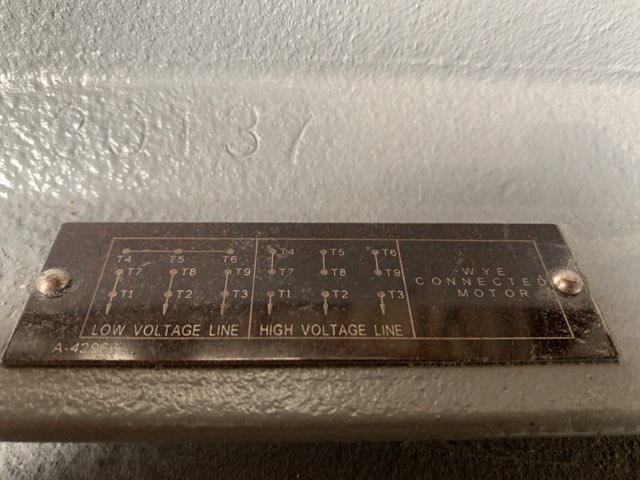 T4 T5 T6 T4 T5 T6
T7 T8 T9 T7 T8 T9
T1 T2 T3 T1 T2 T3
WYE
CONNECTED
MOTOR
LOW VOLTAGE LINE HIGH VOLTAGE LINE